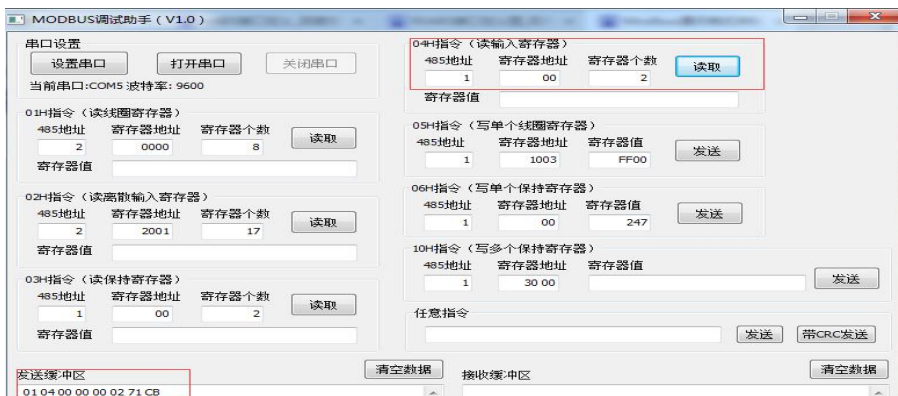 MODBUS调试助手（V1.0）
串口设置
设置串口 打开串口 关闭串口
当前串口:COM5 波特率: 9600
01H指令（读线圈寄存器）
485地址 寄存器地址 寄存器个数
2 0000 8 读取
寄存器值
02H指令（读离散输入寄存器）
485地址 寄存器地址 寄存器个数
2 2001 17 读取
寄存器值
03H指令（读保持寄存器）
485地址 寄存器地址 寄存器个数
1 00 2 读取
寄存器值
04H指令（读输入寄存器）
485地址 寄存器地址 寄存器个数
1 00 2 读取
寄存器值
05H指令（写单个线圈寄存器）
485地址 寄存器地址 寄存器值
1 1003 FF00 发送
06H指令（写单个保持寄存器）
485地址 寄存器地址 寄存器值
1 00 247 发送
10H指令（写多个保持寄存器）
485地址 寄存器地址 寄存器值
1 30 00 发送
任意指令
发送 带CRC发送
发送缓冲区 清空数据
01 04 00 00 00 02 71 CB
接收缓冲区 清空数据